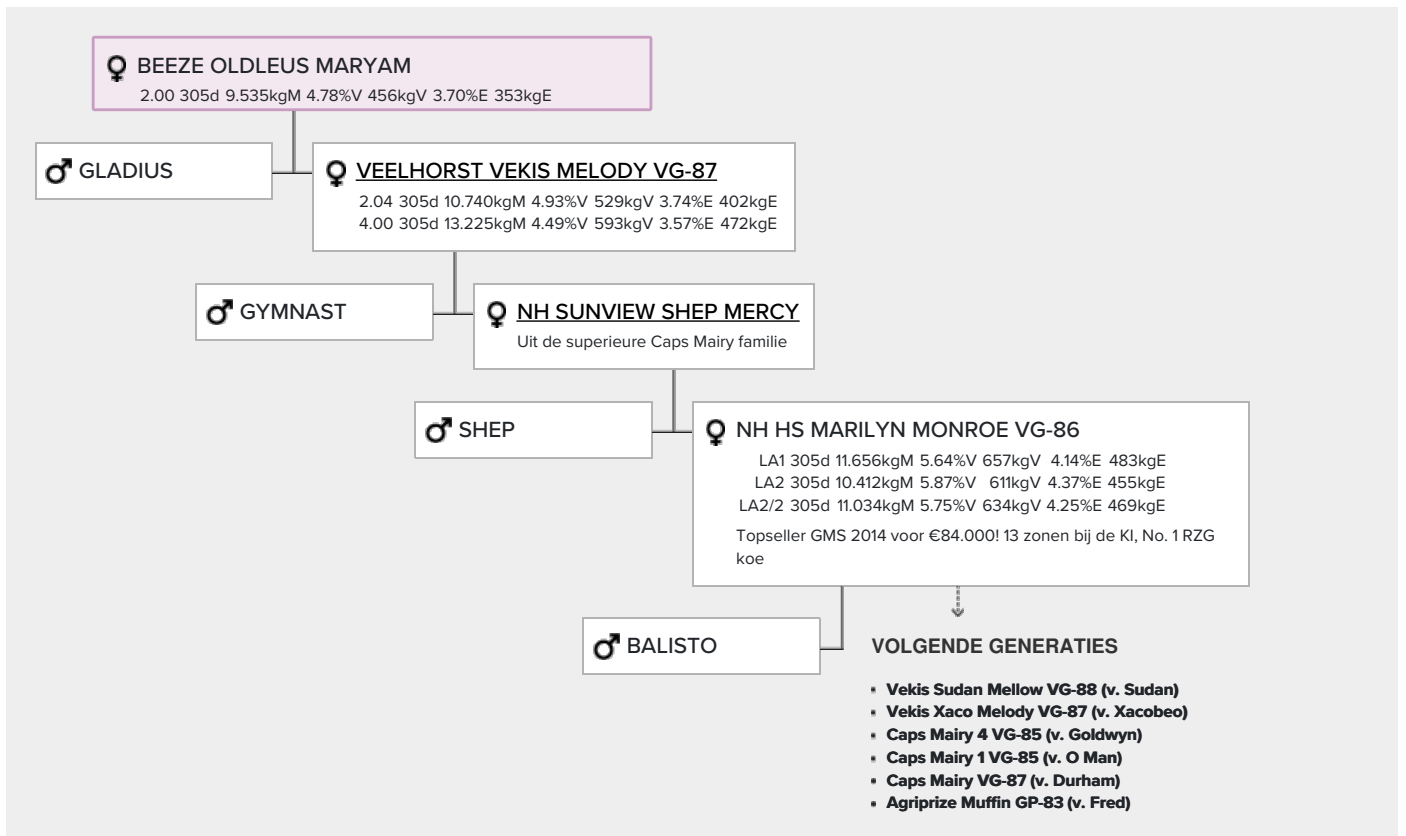 BEEZE OLDLEUS MARYAM
2.00 305d 9.535kgM 4.78%V 456kgV 3.70%E 353kgE
GLADIUS
VEELHORST VEKIS MELODY VG-87
2.04 305d 10.740kgM 4.93%V 529kgV 3.74%E 402kgE
4.00 305d 13.225kgM 4.49%V 593kgV 3.57%E 472kgE
GYMNAST
NH SUNVIEW SHEP MERCY
Uit de superieure Caps Mairy familie
SHEP
NH HS MARILYN MONROE VG-86
LA1 305d 11.656kgM 5.64%V 657kgV 4.14%E 483kgE
LA2 305d 10.412kgM 5.87%V 611kgV 4.37%E 455kgE
LA2/2 305d 11.034kgM 5.75%V 634kgV 4.25%E 469kgE
Topseller GMS 2014 voor €84.000! 13 zonen bij de KI, No. 1 RZG
koe
BALISTO
VOLGENDE GENERATIES
Vekis Sudan Mellow VG-88 (v. Sudan)
Vekis Xaco Melody VG-87 (v. Xacobeo)
Caps Mairy 4 VG-85 (v. Goldwyn)
Caps Mairy 1 VG-85 (v. O Man)
Caps Mairy VG-87 (v. Durham)
Agriprize Muffin GP-83 (v. Fred)